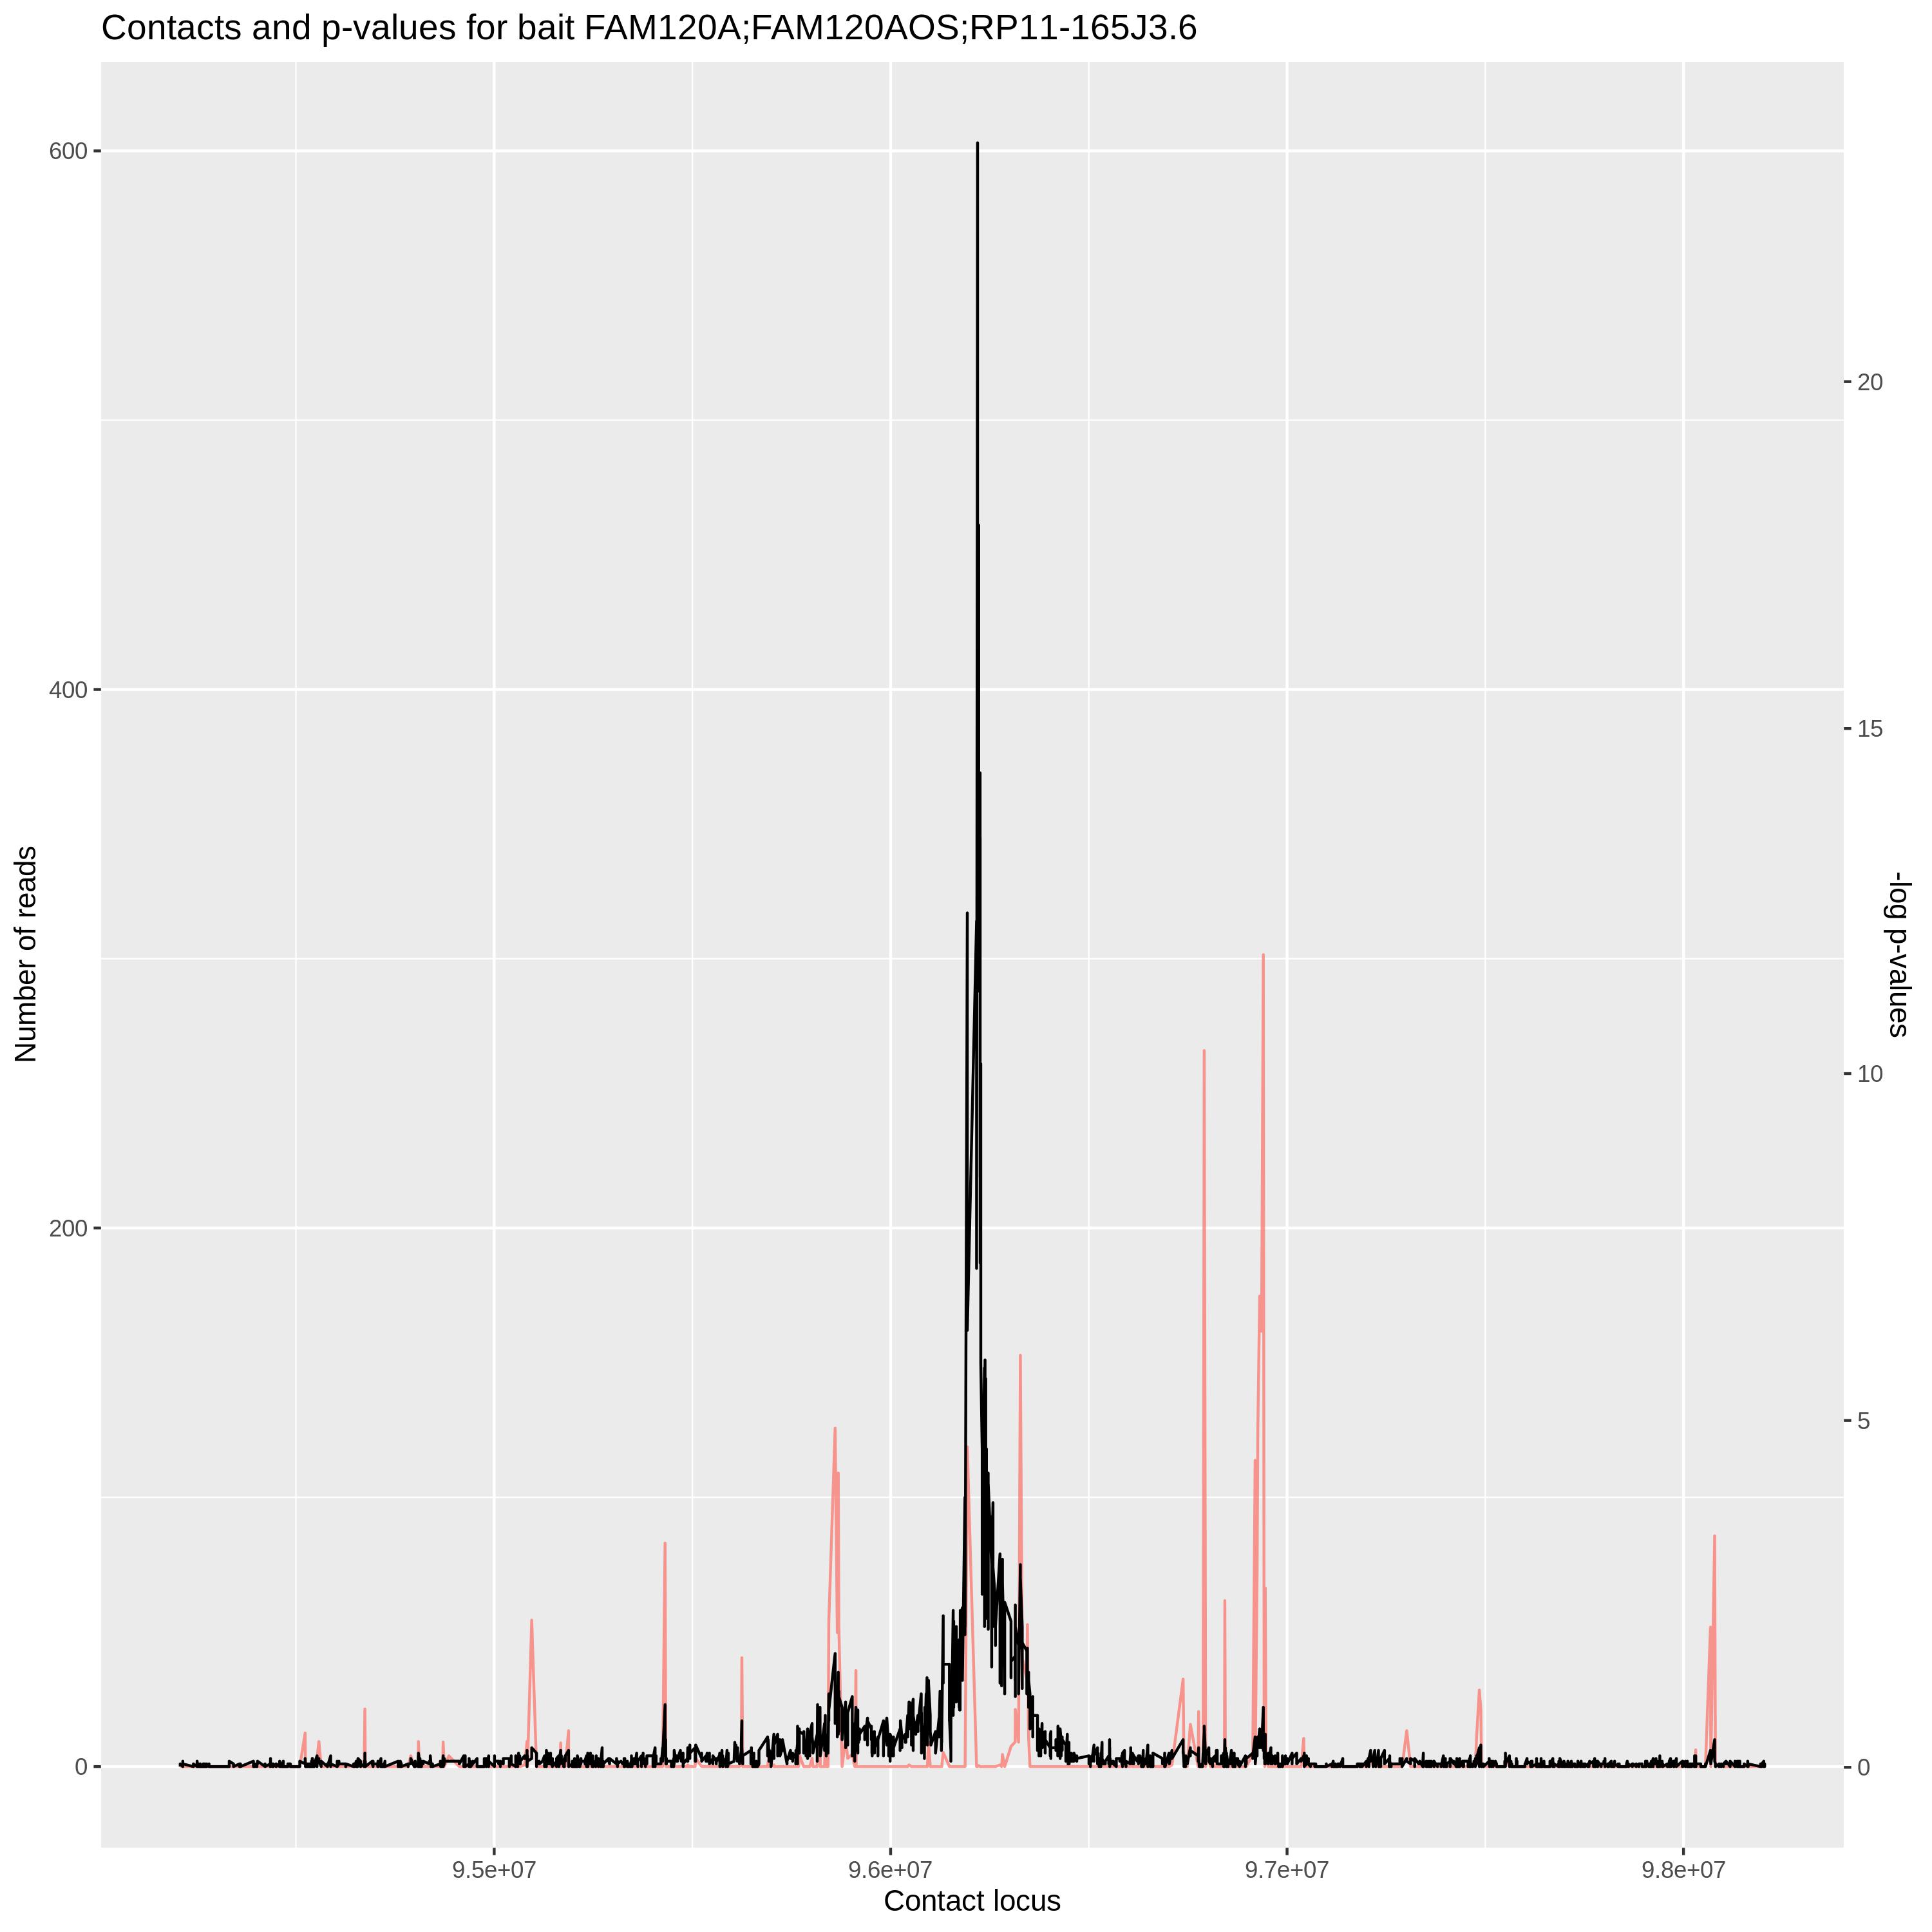 Contacts and p-values for bait FAM120A;FAM120AOS;RP11-165J3.6
600
400
200
0
Number of reads
20
15
10
5
0
-log p-values
9.5e+07 9.6e+07 9.7e+07 9.8e+07
Contact locus